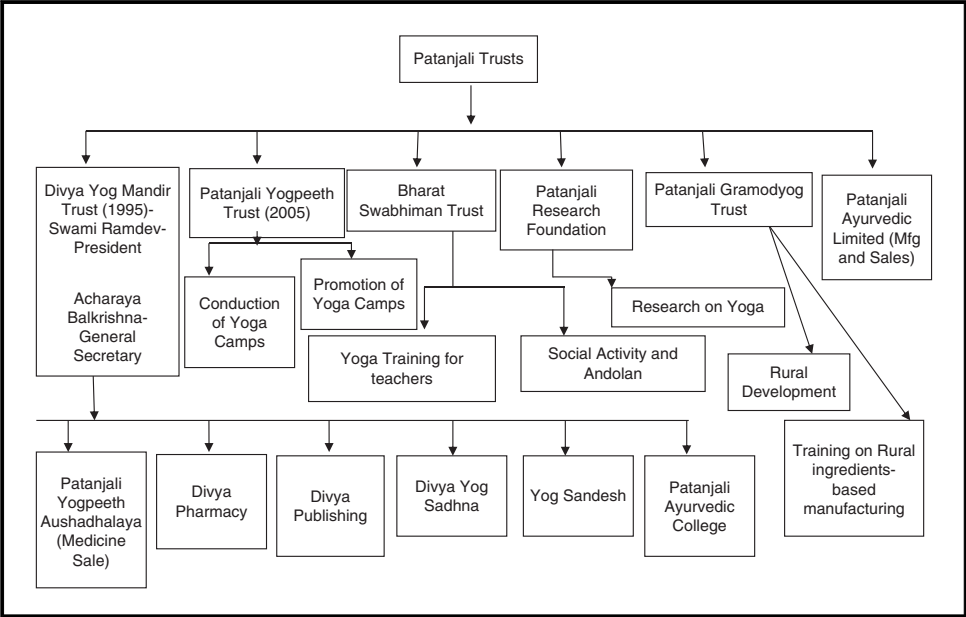 Patanjali Trusts
Divya Yog Mandir
Trust (1995)-
Swami Ramdev-
President
Acharaya
Balkrishna-
General
Secretary
Patanjali Yogpeeth
Trust (2005)
Bharat
Swabhiman Trust
Patanjali
Research
Foundation
Patanjali Gramodyog
Trust
Patanjali
Ayurvedic
Limited (Mfg
and Sales)
Conduction
of Yoga
Camps
Promotion of
Yoga Camps
Yoga Training for
teachers
Social Activity and
Andolan
Research on Yoga
Rural
Development
Training on Rural
ingredients-
based
manufacturing
Patanjali
Yogpeeth
Aushadhalaya
(Medicine
Sale)
Divya
Pharmacy
Divya
Publishing
Divya Yog
Sadhna
Yog Sandesh
Patanjali
Ayurvedic
College